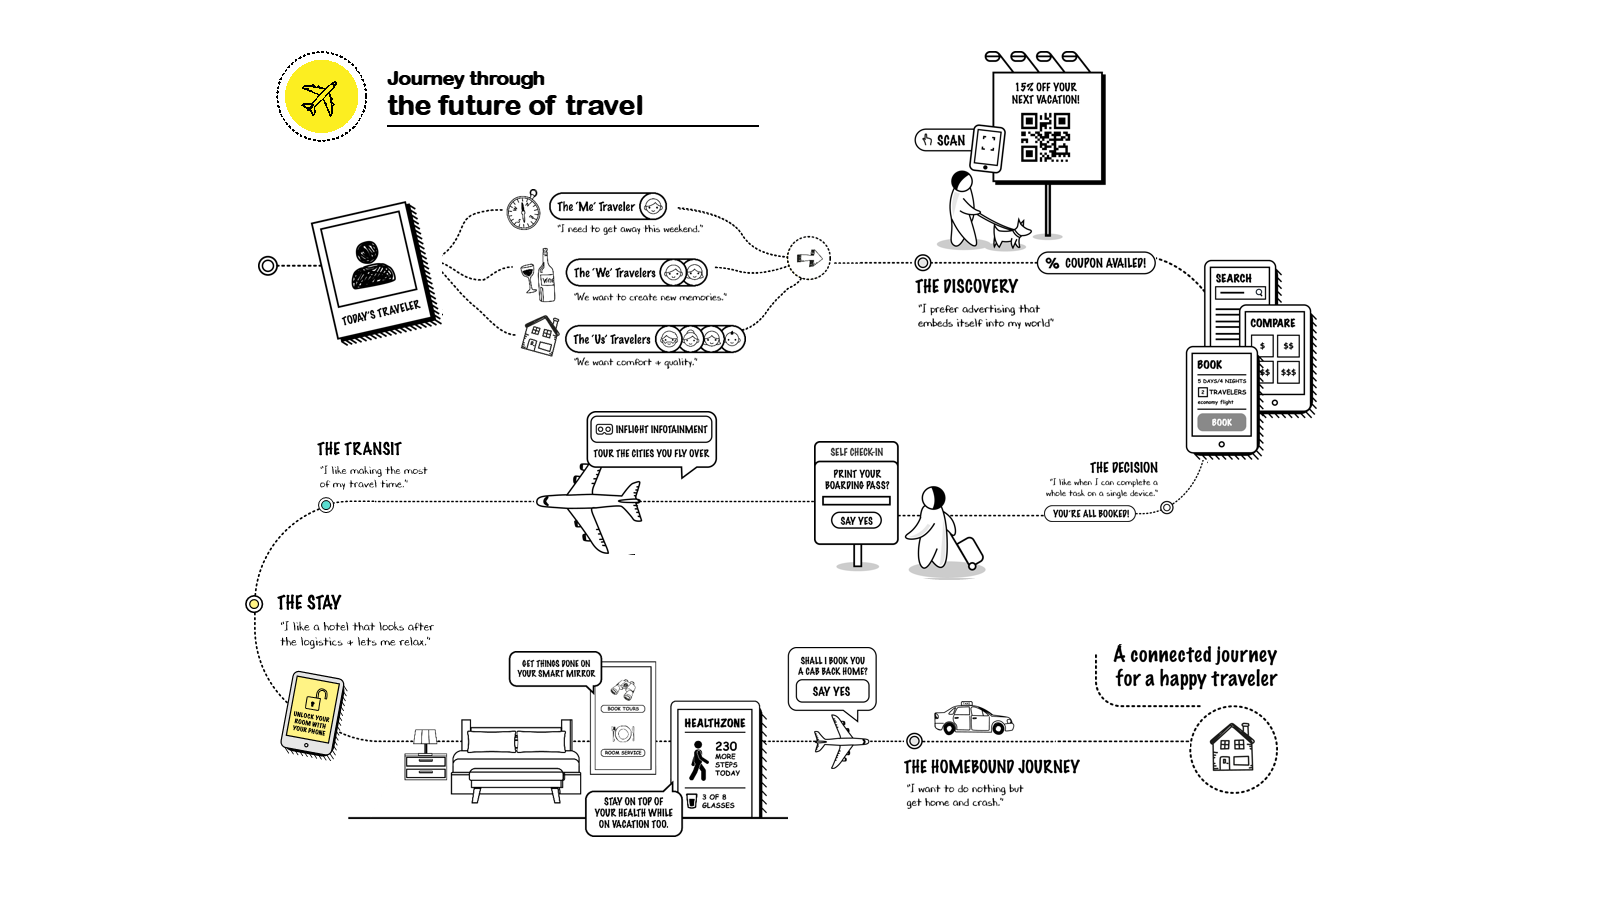 Journey through
the future of travel
15% OFF YOUR
NEXT VACATION!
SCAN
TODAY'S TRAVELER
The 'Me' Traveler
"I need to get away this weekend."
The 'We' Travelers
"We want to create new memories."
The 'Us' Travelers
"We want comfort + quality."
THE DISCOVERY
"I prefer advertising that
embeds itself into my world"
% COUPON AVAILED!
SEARCH
COMPARE
$
$$
$$
$$$
BOOK
5 DAYS/4 NIGHTS
2 TRAVELERS
economy flight
BOOK
THE DECISION
"I like when I can complete a
whole task on a single device."
YOU'RE ALL BOOKED!
SELF CHECK-IN
PRINT YOUR
BOARDING PASS?
SAY YES
INFLIGHT INFOTAINMENT
TOUR THE CITIES YOU FLY OVER
THE TRANSIT
"I like making the most
of my travel time."
THE STAY
"I like a hotel that looks after
the logistics + lets me relax."
UNLOCK YOUR
ROOM WITH
YOUR PHONE
GET THINGS DONE ON
YOUR SMART MIRROR
BOOK TOURS
ROOM SERVICE
HEALTHZONE
230
MORE
STEPS
TODAY
3 OF 8
GLASSES
STAY ON TOP OF
YOUR HEALTH WHILE
ON VACATION TOO.
SHALL I BOOK YOU
A CAB BACK HOME?
SAY YES
THE HOMEBOUND JOURNEY
"I want to do nothing but
get home and crash."
A connected journey
for a happy traveler